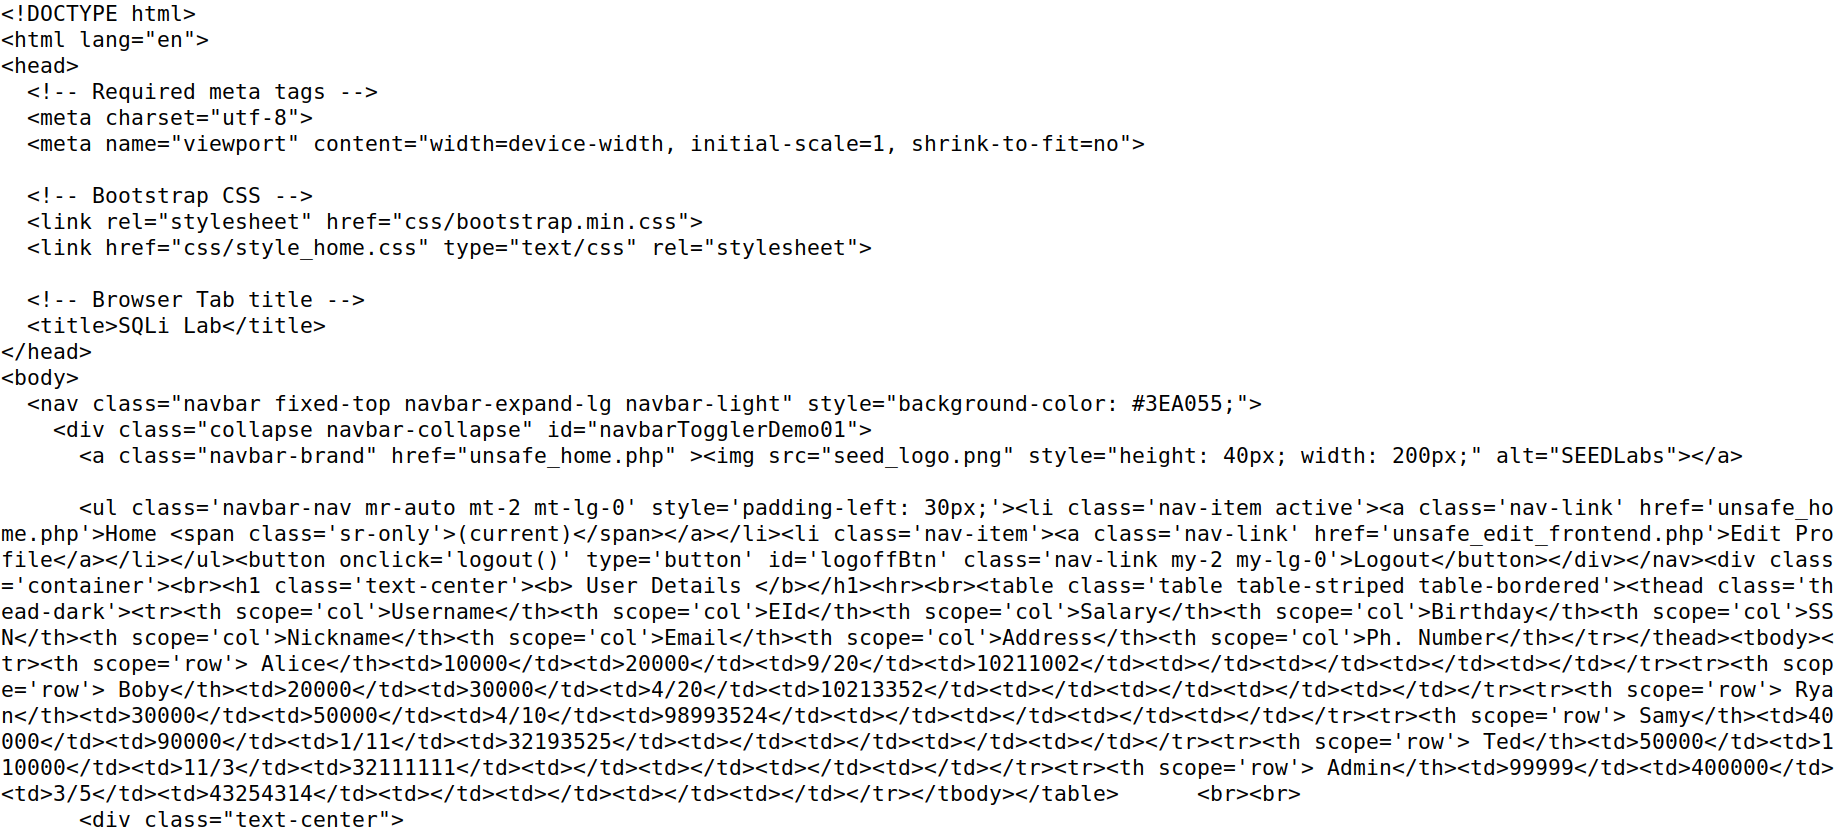 <!DOCTYPE html>
<html lang="en">
<head>
  <!-- Required meta tags -->
  <meta charset="utf-8">
  <meta name="viewport" content="width=device-width, initial-scale=1, shrink-to-fit=no">

  <!-- Bootstrap CSS -->
  <link rel="stylesheet" href="css/bootstrap.min.css">
  <link href="css/style_home.css" type="text/css" rel="stylesheet">

  <!-- Browser Tab title -->
  <title>SQLi Lab</title>
</head>
<body>
  <nav class="navbar fixed-top navbar-expand-lg navbar-light" style="background-color: #3EA055;">
    <div class="collapse navbar-collapse" id="navbarTogglerDemo01">
      <a class="navbar-brand" href="unsafe_home.php" ><img src="seed_logo.png" style="height: 40px; width: 200px;" alt="SEEDLabs"></a>

      <ul class='navbar-nav mr-auto mt-2 mt-lg-0' style='padding-left: 30px;'><li class='nav-item active'><a class='nav-link' href='unsafe_ho
me.php'>Home <span class='sr-only'>(current)</span></a></li><li class='nav-item'><a class='nav-link' href='unsafe_edit_frontend.php'>Edit Pro
file</a></li></ul><button onclick='logout()' type='button' id='logoffBtn' class='nav-link my-2 my-lg-0'>Logout</button></div></nav><div class
='container'><br><h1 class='text-center'><b> User Details </b></h1><hr><br><table class='table table-striped table-bordered'><thead class='th
ead-dark'><tr><th scope='col'>Username</th><th scope='col'>EId</th><th scope='col'>Salary</th><th scope='col'>Birthday</th><th scope='col'>SS
N</th><th scope='col'>Nickname</th><th scope='col'>Email</th><th scope='col'>Address</th><th scope='col'>Ph. Number</th></tr></thead><tbody><
tr><th scope='row'> Alice</th><td>10000</td><td>20000</td><td>9/20</td><td>10211002</td><td></td><td></td><td></td><td></td></tr><tr><th scop
e='row'> Boby</th><td>20000</td><td>30000</td><td>4/20</td><td>10213352</td><td></td><td></td><td></td><td></td></tr><tr><th scope='row'> Rya
n</th><td>30000</td><td>50000</td><td>4/10</td><td>98993524</td><td></td><td></td><td></td><td></td></tr><tr><th scope='row'> Samy</th><td>40
000</td><td>90000</td><td>1/11</td><td>32193525</td><td></td><td></td><td></td><td></td></tr><tr><th scope='row'> Ted</th><td>50000</td><td>1
10000</td><td>11/3</td><td>32111111</td><td></td><td></td><td></td><td></td></tr><tr><th scope='row'> Admin</th><td>99999</td><td>400000</td>
<td>3/5</td><td>43254314</td><td></td><td></td><td></td><td></td></tr></tbody></table>      <br><br>
      <div class="text-center">